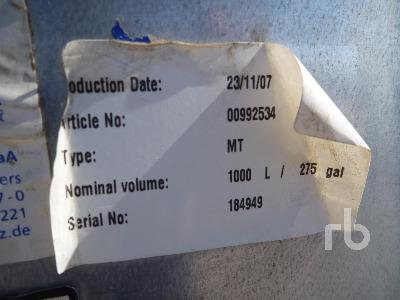 oduction Date: 23/11/07
rticle No: 00992534
Type: MT
Nominal volume: 1000 L / 275 gal
Serial No: 184949
aA
ers
7-0
221
z.de
rb